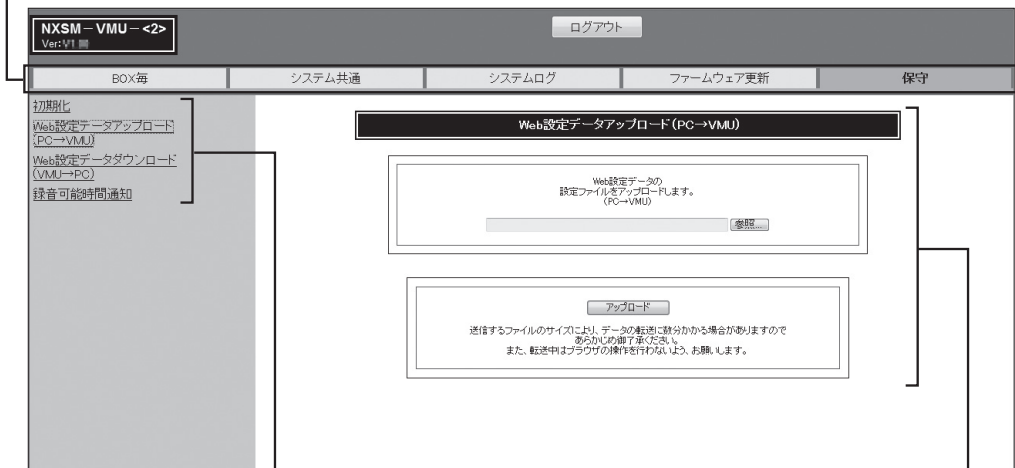 NXSM－VMU－<2>
Ver:V1
ログアウト
BOX毎
システム共通
システムログ
ファームウェア更新
保守
初期化
Web設定データアップロード
(PC→VMU)
Web設定データダウンロード
(VMU→PC)
録音可能時間通知
Web設定データアップロード(PC→VMU)
Web設定データの
設定ファイルをアップロードします。
(PC→VMU)
参照...
アップロード
送信するファイルのサイズにより、データの転送に数分かかる場合がありますので
あらかじめ御了承ください。
また、転送中はブラウザの操作を行わないよう、お願いします。